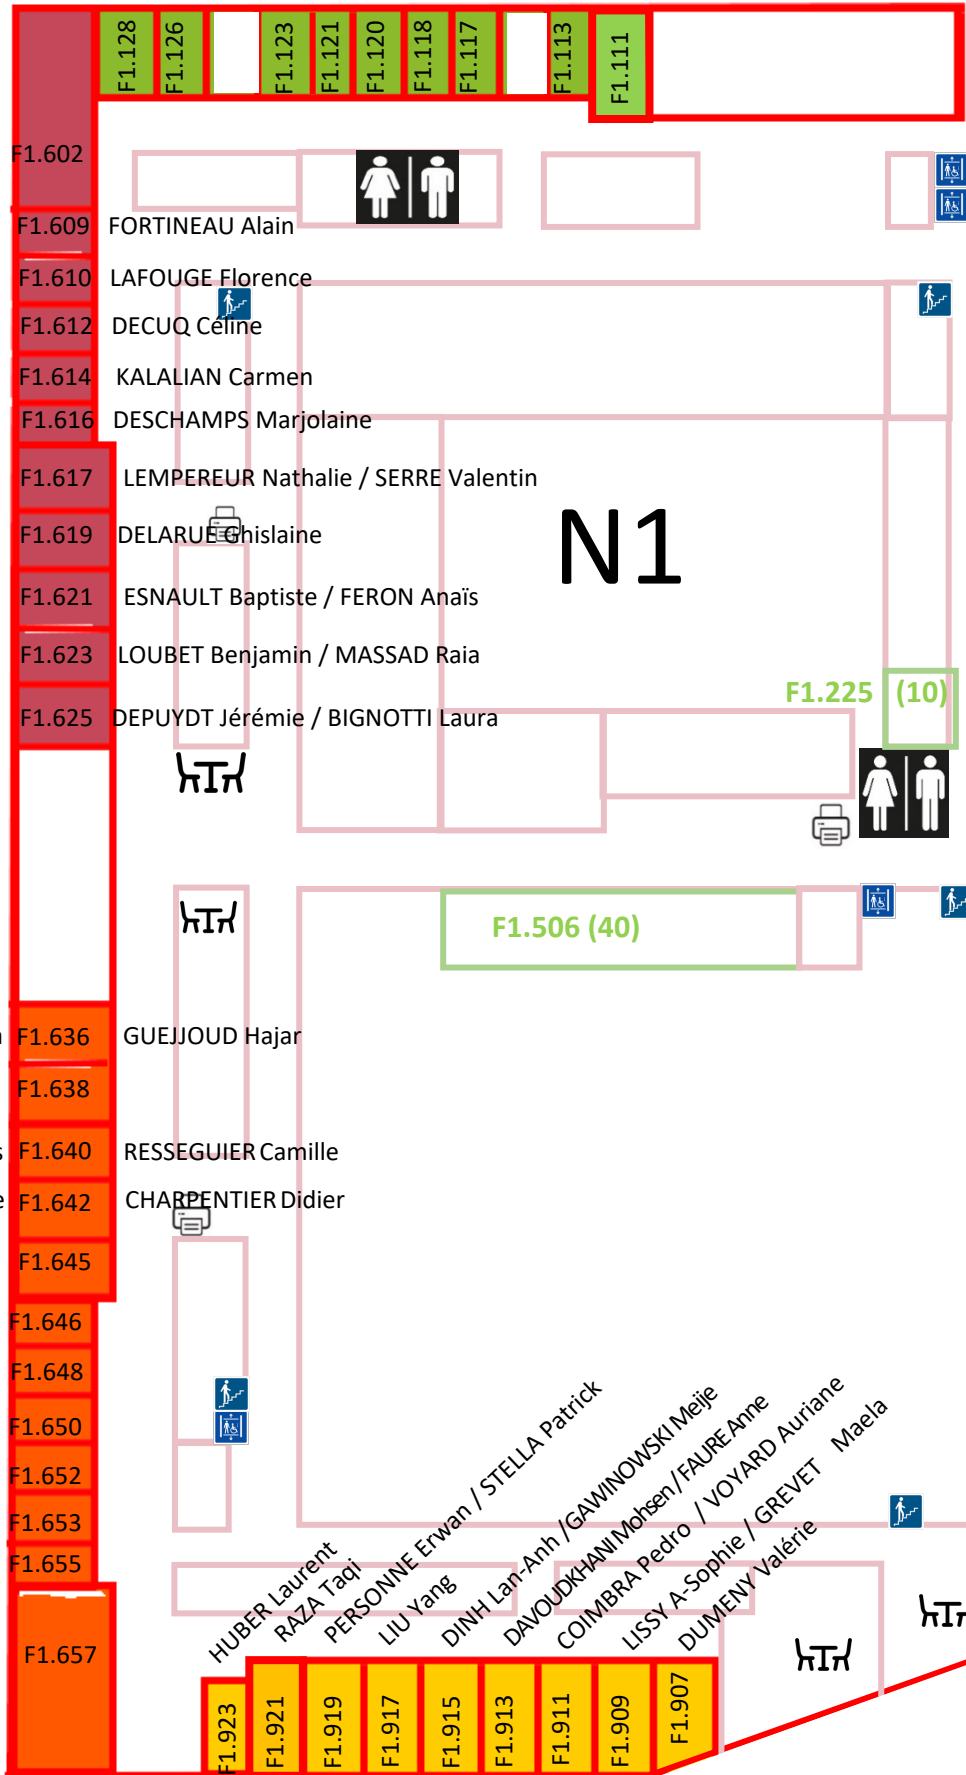 F1.128 F1.126 F1.123 F1.121 F1.120 F1.118 F1.117 F1.113 F1.111
F1.602
F1.609 FORTINEAU Alain
F1.610 LAFOUGE Florence
F1.612 DECUQ Céline
F1.614 KALALIAN Carmen
F1.616 DESCHAMPS Marjolaine
F1.617 LEMPEREUR Nathalie / SERRE Valentin
N1
F1.619 DELARUE Ghislaine
F1.621 ESNAULT Baptiste / FERON Anaïs
F1.623 LOUBET Benjamin / MASSAD Raia
F1.225 (10)
F1.625 DEPUYDT Jérémie / BIGNOTTI Laura
F1.506 (40)
F1.636 GUEJJOUD Hajar
F1.638
s F1.640 RESSEGUIER Camille
e F1.642 CHARPENTIER Didier
F1.645
F1.646
F1.648
F1.650
F1.652
F1.653
F1.655
F1.657
HUBER Laurent
RAZA Taqi
PERSONNE Erwan / STELLA Patrick
LIU Yang
DINH Lan-Anh / GAWINOWSKI Meije
DAVOUDKHANI Mohsen / FAURE Anne
COIMBRA Pedro / VOYARD Auriane
LISSY A-Sophie / GREVET Maela
DUMENY Valérie
F1.923 F1.921 F1.919 F1.917 F1.915 F1.913 F1.911 F1.909 F1.907